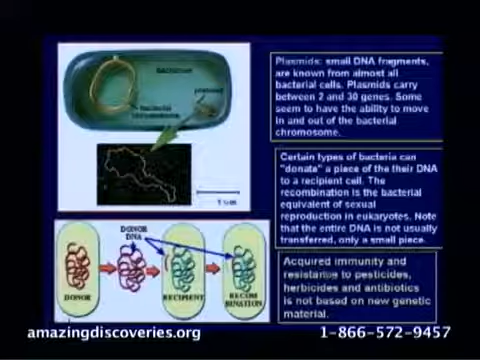 bacterium
plasmid
bacterial
chromosome
1 um
Plasmids: small DNA fragments,
are known from almost all
bacterial cells. Plasmids carry
between 2 and 30 genes. Some
seem to have the ability to move
in and out of the bacterial
chromosome.
Certain types of bacteria can
"donate" a piece of the their DNA
to a recipient cell. The
recombination is the bacterial
equivalent of sexual
reproduction in eukaryotes. Note
that the entire DNA is not usually
transferred, only a small piece.
DONOR
DNA
DONOR
RECIPIENT
RECOM
BINATION
Acquired immunity and
resistance to pesticides,
herbicides and antibiotics
is not based on new genetic
material.
amazingdiscoveries.org
1-866-572-9457